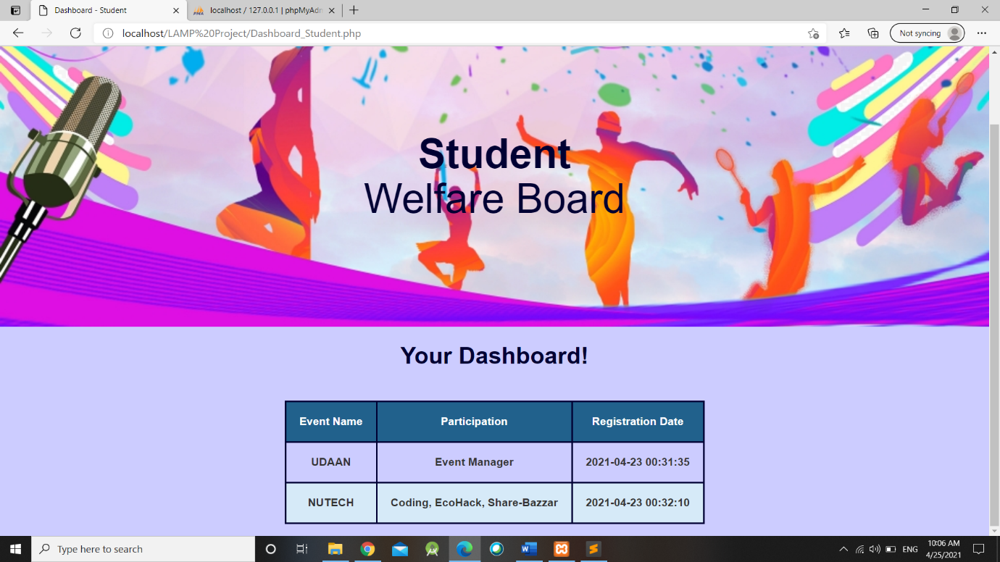 Dashboard - Student
localhost / 127.0.0.1 | phpMyAdm
localhost/LAMP%20Project/Dashboard_Student.php
Not syncing
Student
Welfare Board
Your Dashboard!
Event Name Participation Registration Date
UDAAN Event Manager 2021-04-23 00:31:35
NUTECH Coding, EcoHack, Share-Bazzar 2021-04-23 00:32:10
Type here to search
ENG
10:06 AM
4/25/2021